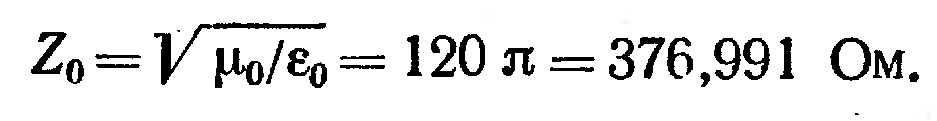 Z₀ = √μ₀/ε₀ = 120 π = 376,991 Ом.